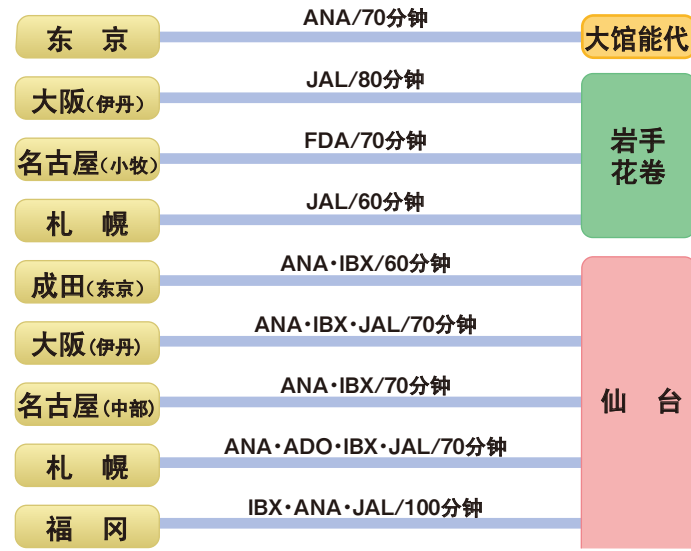 东 京
ANA/70分钟
大馆能代
大阪(伊丹)
JAL/80分钟
名古屋(小牧)
FDA/70分钟
岩手
花卷
札 幌
JAL/60分钟
成田(东京)
ANA·IBX/60分钟
大阪(伊丹)
ANA·IBX·JAL/70分钟
名古屋(中部)
ANA·IBX/70分钟
仙 台
札 幌
ANA·ADO·IBX·JAL/70分钟
福 冈
IBX·ANA·JAL/100分钟